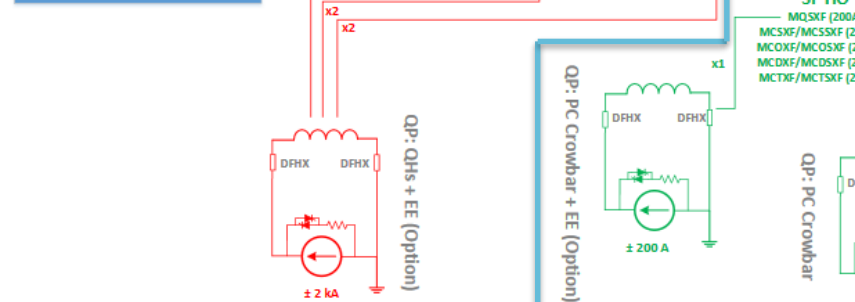 x2
x2
MQSXF (200A
MCSXF/MCSSXF (2
MCOXF/MCOSXF (2
MCDXF/MCDSXF (2
MCTXF/MCTSXF (2
x1
DFHX
DFHX
± 2 kA
QP: QHs + EE (Option)
QP: PC Crowbar + EE (Option)
DFHX
DFHX
± 200 A
QP: PC Crowbar
D